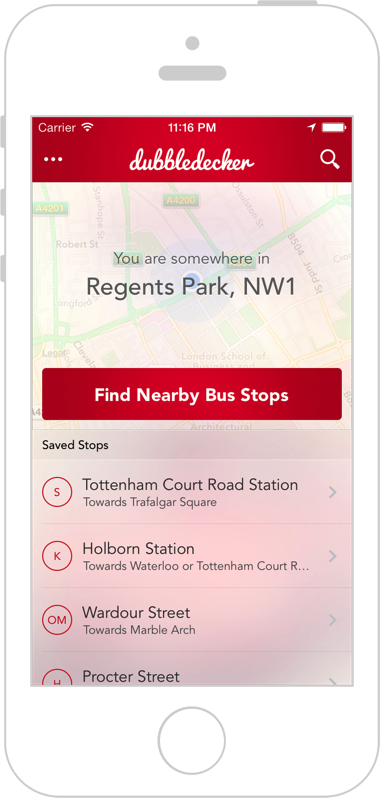 Carrier 11:16 PM
dubbledecker
Stanhope St
A4201
A4200
Robert St
B504
Judd St
You are somewhere in
Regents Park, NW1
London School of
Architectural
Find Nearby Bus Stops
Saved Stops
S
Tottenham Court Road Station
Towards Trafalgar Square
K
Holborn Station
Towards Waterloo or Tottenham Court R...
OM
Wardour Street
Towards Marble Arch
H
Procter Street